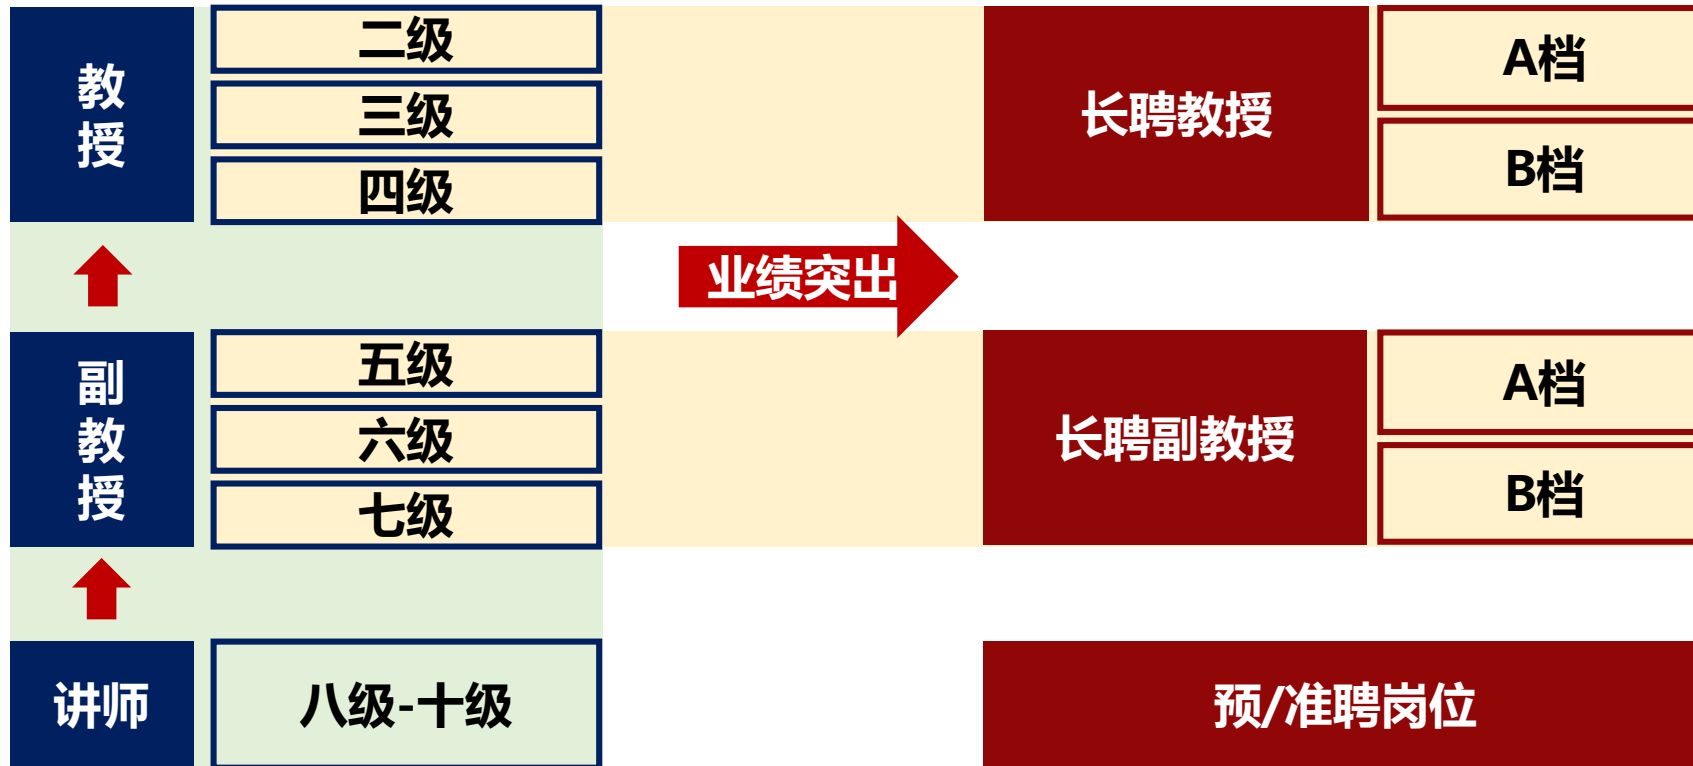 教授
二级
三级
四级
长聘教授
A档
B档
业绩突出
副教授
五级
六级
七级
长聘副教授
A档
B档
讲师
八级-十级
预/准聘岗位